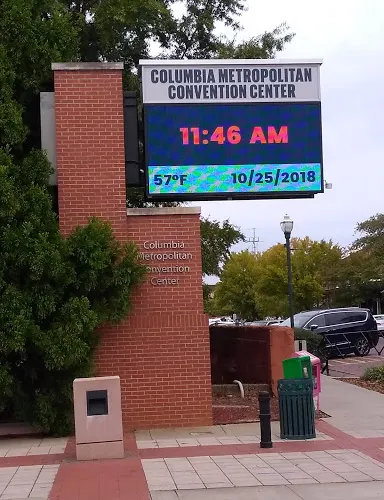 COLUMBIA METROPOLITAN
CONVENTION CENTER
11:46 AM
57°F 10/25/2018
Columbia
Metropolitan
Convention
Center